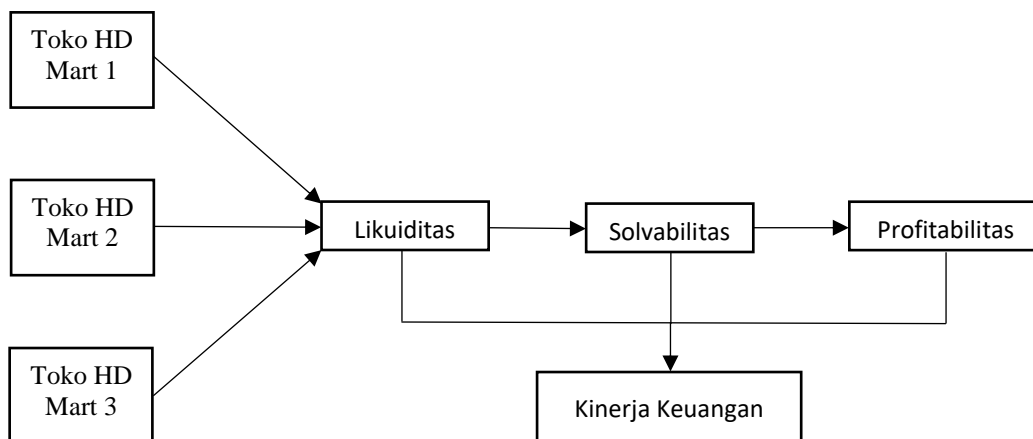 Toko HD
Mart 1
Toko HD
Mart 2
Likuiditas
Solvabilitas
Profitabilitas
Toko HD
Mart 3
Kinerja Keuangan